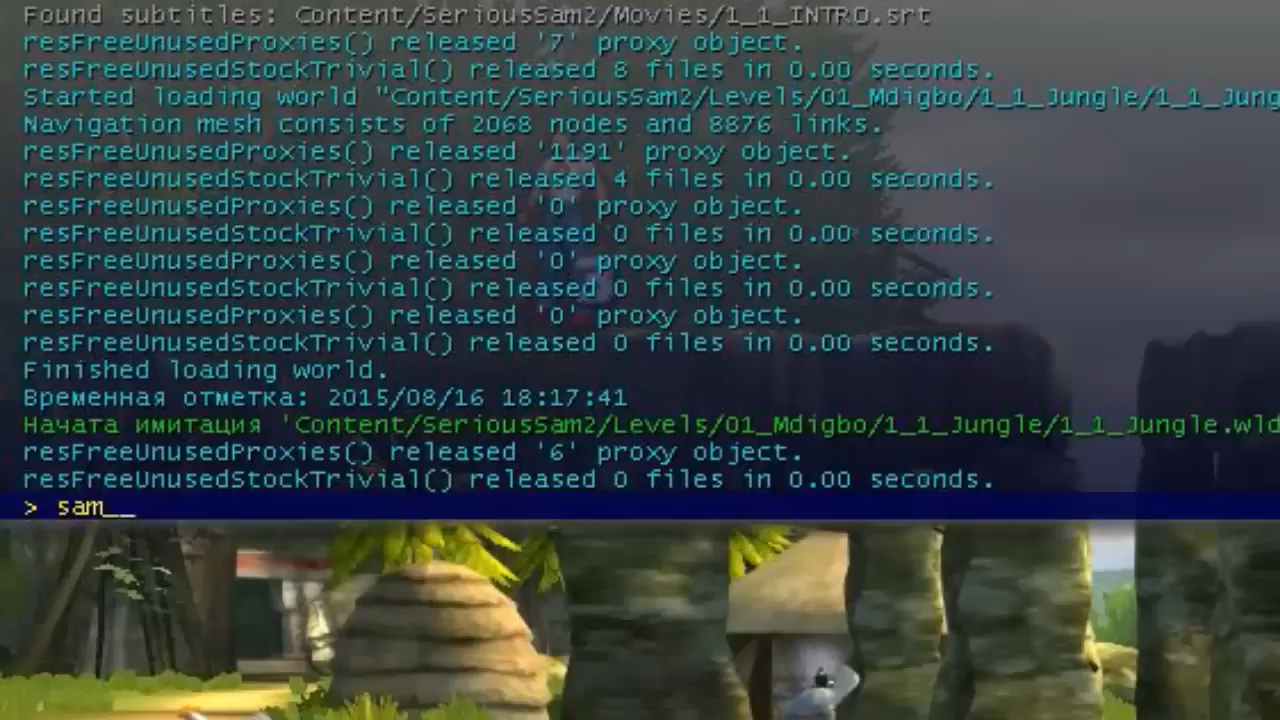 Found subtitles: Content/SeriousSam2/Movies/1_1_INTRO.srt
resFreeUnusedProxies() released '7' proxy object.
resFreeUnusedStockTrivial() released 8 files in 0.00 seconds.
Started loading world "Content/SeriousSam2/Levels/01_Mdigbo/1_1_Jungle/1_1_Jung
Navigation mesh consists of 2068 nodes and 8876 links.
resFreeUnusedProxies() released '1191' proxy object.
resFreeUnusedStockTrivial() released 4 files in 0.00 seconds.
resFreeUnusedProxies() released '0' proxy object.
resFreeUnusedStockTrivial() released 0 files in 0.00 seconds.
resFreeUnusedProxies() released '0' proxy object.
resFreeUnusedStockTrivial() released 0 files in 0.00 seconds.
resFreeUnusedProxies() released '0' proxy object.
resFreeUnusedStockTrivial() released 0 files in 0.00 seconds.
Finished loading world.
Временная отметка: 2015/08/16 18:17:41
Начата имитация 'Content/SeriousSam2/Levels/01_Mdigbo/1_1_Jungle/1_1_Jungle.wld
resFreeUnusedProxies() released '6' proxy object.
resFreeUnusedStockTrivial() released 0 files in 0.00 seconds.
> sam__